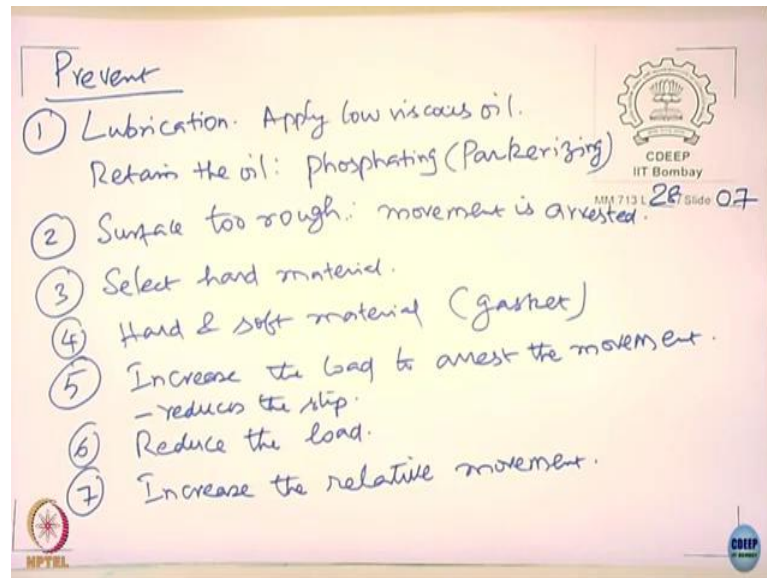 Prevent
① Lubrication. Apply low viscous oil.
Retain the oil: phosphating (Parkerizing)
② Surface too rough: movement is arrested.
③ Select hard material.
④ Hard & soft material (gasket)
⑤ Increase the load to arrest the movement.
- reduces the slip.
⑥ Reduce the load.
⑦ Increase the relative movement.
CDEEP
IIT Bombay
MM 713 L 28 / Slide 07
NPTEL
CDEEP
IIT BOMBAY